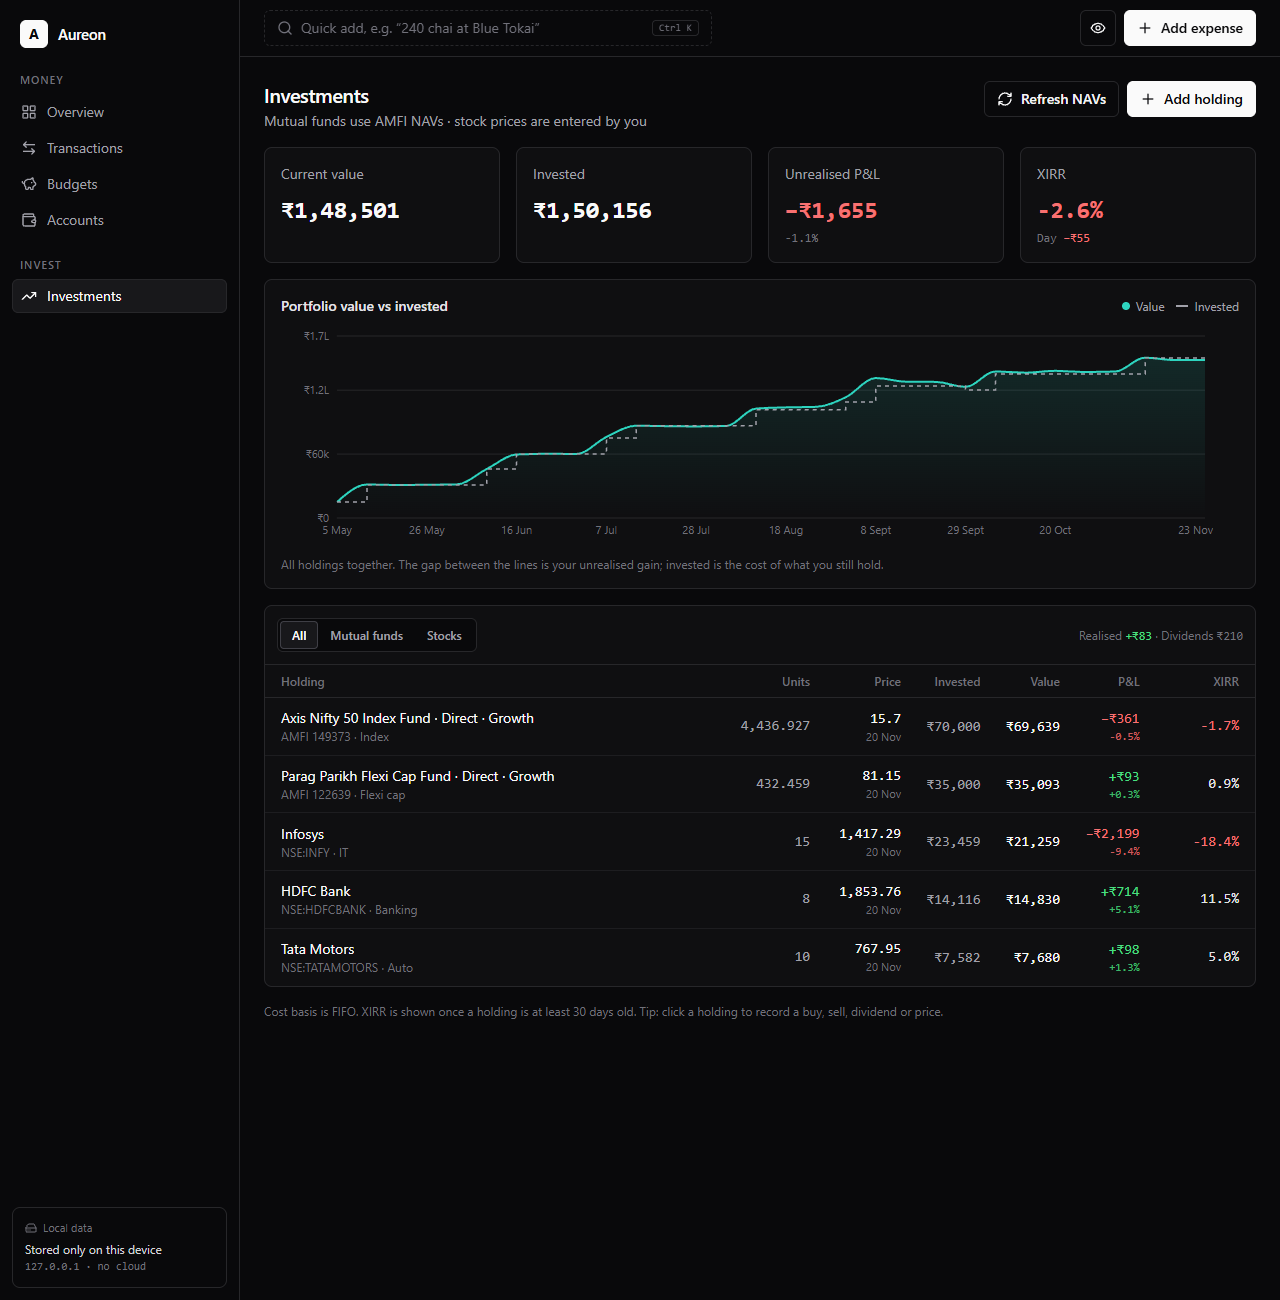 A Aureon
MONEY
Overview
Transactions
Budgets
Accounts
INVEST
Investments
Local data
Stored only on this device
127.0.0.1 · no cloud
Quick add, e.g. “240 chai at Blue Tokai” Ctrl K
Add expense
Investments
Mutual funds use AMFI NAVs · stock prices are entered by you
Refresh NAVs
Add holding
Current value
₹1,48,501
Invested
₹1,50,156
Unrealised P&L
−₹1,655
-1.1%
XIRR
-2.6%
Day −₹55
Portfolio value vs invested
Value Invested
₹1.7L
₹1.2L
₹60k
₹0
5 May 26 May 16 Jun 7 Jul 28 Jul 18 Aug 8 Sept 29 Sept 20 Oct 23 Nov
All holdings together. The gap between the lines is your unrealised gain; invested is the cost of what you still hold.
All Mutual funds Stocks
Realised +₹83 · Dividends ₹210
Holding Units Price Invested Value P&L XIRR
Axis Nifty 50 Index Fund · Direct · Growth 4,436.927 15.7 ₹70,000 ₹69,639 −₹361 -1.7%
AMFI 149373 · Index 20 Nov -0.5%
Parag Parikh Flexi Cap Fund · Direct · Growth 432.459 81.15 ₹35,000 ₹35,093 +₹93 0.9%
AMFI 122639 · Flexi cap 20 Nov +0.3%
Infosys 15 1,417.29 ₹23,459 ₹21,259 −₹2,199 -18.4%
NSE:INFY · IT 20 Nov -9.4%
HDFC Bank 8 1,853.76 ₹14,116 ₹14,830 +₹714 11.5%
NSE:HDFCBANK · Banking 20 Nov +5.1%
Tata Motors 10 767.95 ₹7,582 ₹7,680 +₹98 5.0%
NSE:TATAMOTORS · Auto 20 Nov +1.3%
Cost basis is FIFO. XIRR is shown once a holding is at least 30 days old. Tip: click a holding to record a buy, sell, dividend or price.